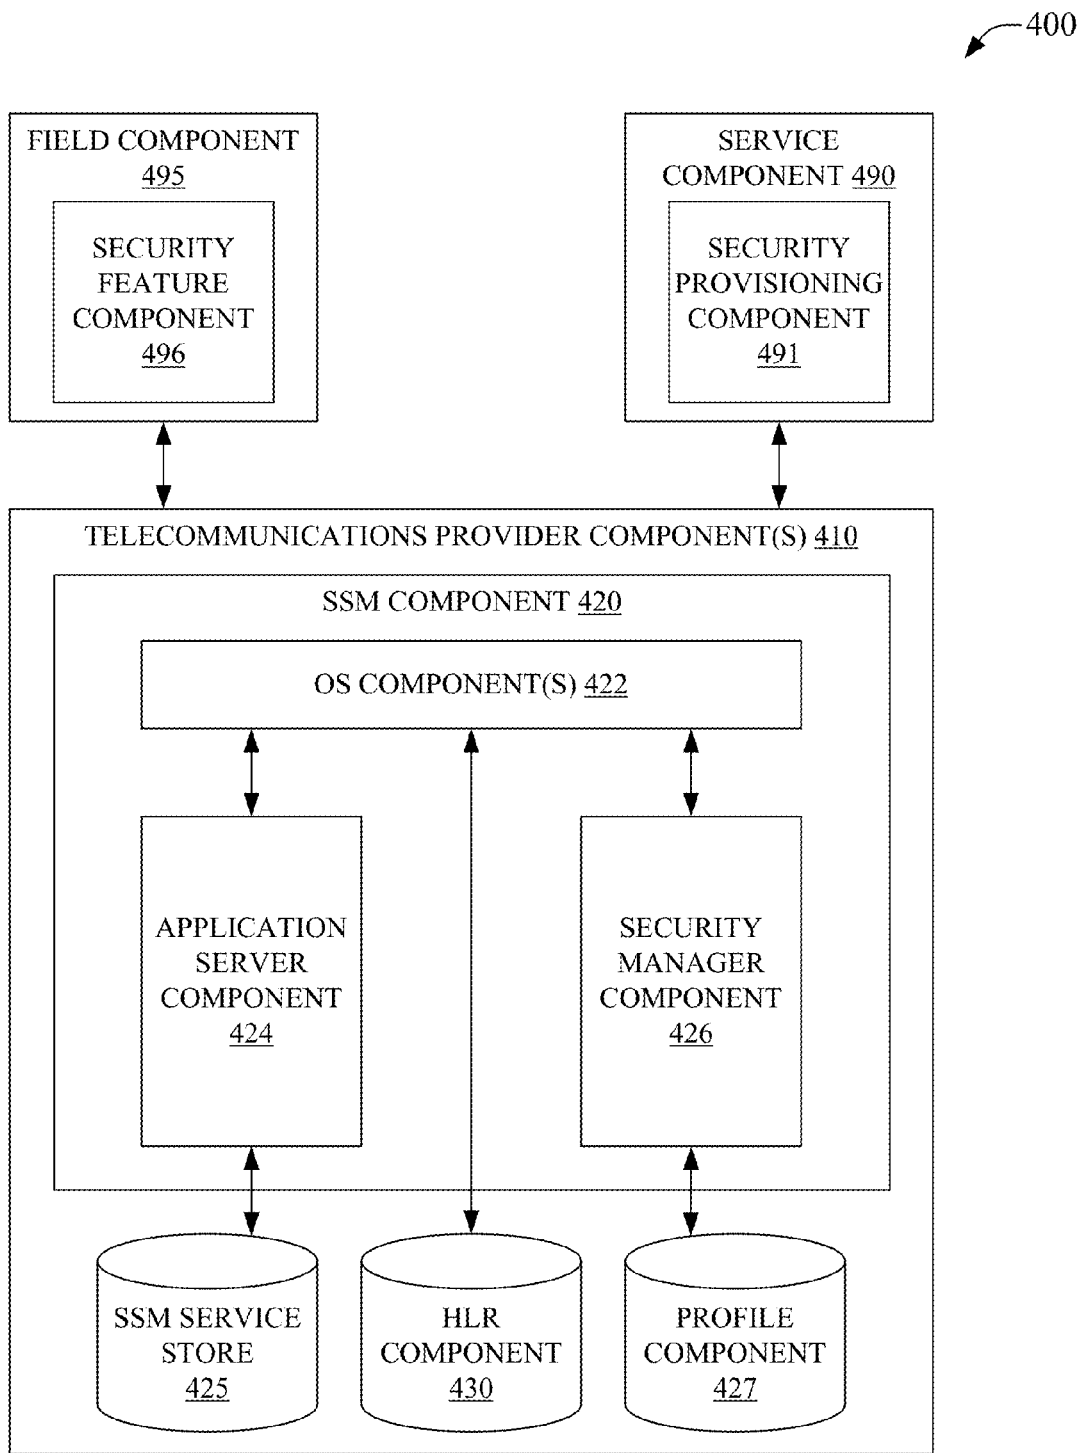 400
FIELD COMPONENT
495
SECURITY
FEATURE
COMPONENT
496
SERVICE
COMPONENT 490
SECURITY
PROVISIONING
COMPONENT
491
TELECOMMUNICATIONS PROVIDER COMPONENT(S) 410
SSM COMPONENT 420
OS COMPONENT(S) 422
APPLICATION
SERVER
COMPONENT
424
SECURITY
MANAGER
COMPONENT
426
SSM SERVICE
STORE
425
HLR
COMPONENT
430
PROFILE
COMPONENT
427